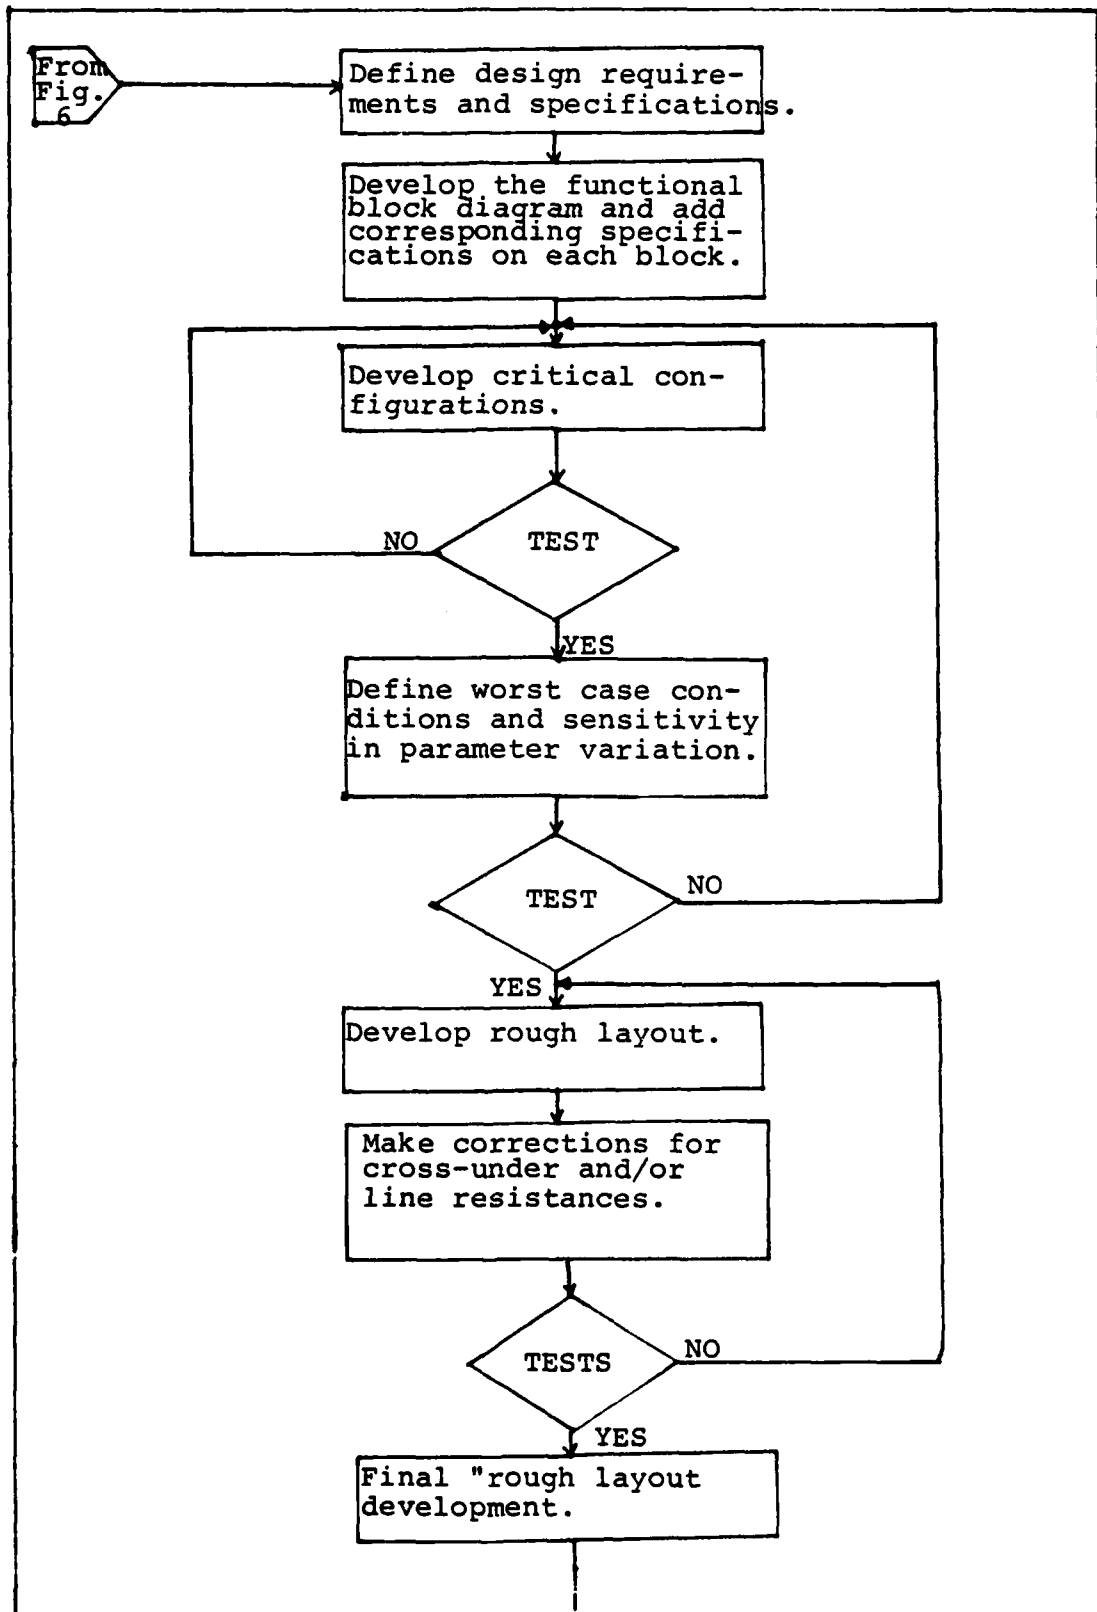 From
Fig.
6
Define design require-
ments and specifications.
Develop the functional
block diagram and add
corresponding specifi-
cations on each block.
Develop critical con-
figurations.
NO
TEST
YES
Define worst case con-
ditions and sensitivity
in parameter variation.
TEST
NO
YES
Develop rough layout.
Make corrections for
cross-under and/or
line resistances.
TESTS
NO
YES
Final "rough layout
development.